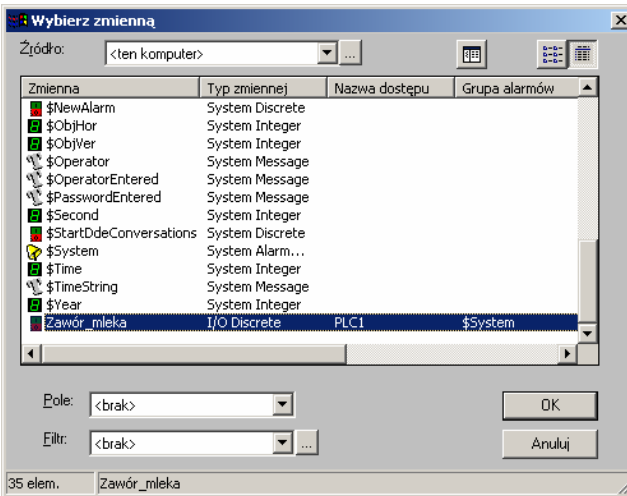 Wybierz zmienną
Źródło: <ten komputer> ...
Zmienna Typ zmiennej Nazwa dostępu Grupa alarmów
$NewAlarm System Discrete
$ObjHor System Integer
$ObjVer System Integer
$Operator System Message
$OperatorEntered System Message
$PasswordEntered System Message
$Second System Integer
$StartDdeConversations System Discrete
$System System Alarm...
$Time System Integer
$TimeString System Message
$Year System Integer
Zawór_mleka I/O Discrete PLC1 $System
Pole: <brak> OK
Filtr: <brak> ... Anuluj
35 elem. Zawór_mleka